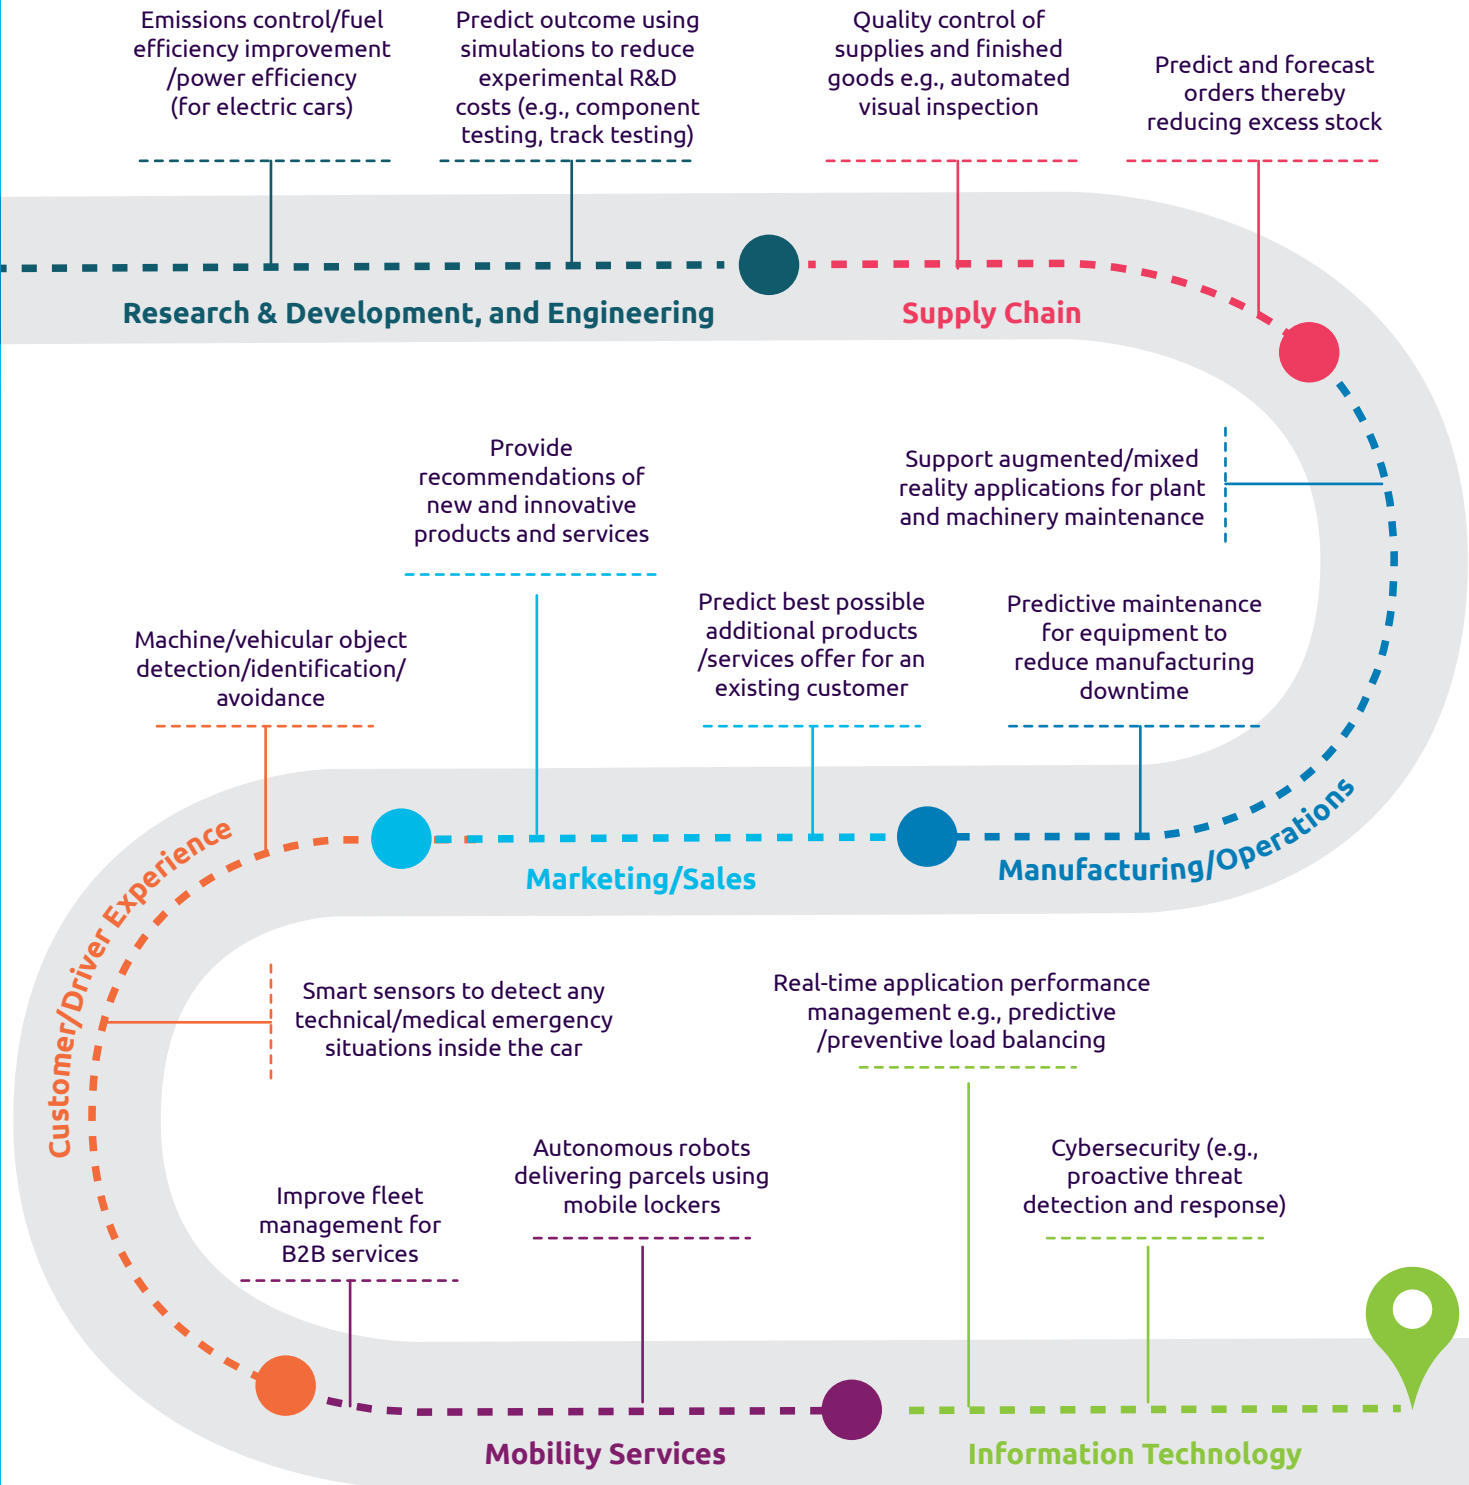 Emissions control/fuel
efficiency improvement
/power efficiency
(for electric cars)
Predict outcome using
simulations to reduce
experimental R&D
costs (e.g., component
testing, track testing)
Quality control of
supplies and finished
goods e.g., automated
visual inspection
Predict and forecast
orders thereby
reducing excess stock
Research & Development, and Engineering
Supply Chain
Support augmented/mixed
reality applications for plant
and machinery maintenance
Predictive maintenance
for equipment to
reduce manufacturing
downtime
Manufacturing/Operations
Predict best possible
additional products
/services offer for an
existing customer
Provide
recommendations of
new and innovative
products and services
Marketing/Sales
Machine/vehicular object
detection/identification/
avoidance
Customer/Driver Experience
Smart sensors to detect any
technical/medical emergency
situations inside the car
Improve fleet
management for
B2B services
Autonomous robots
delivering parcels using
mobile lockers
Mobility Services
Real-time application performance
management e.g., predictive
/preventive load balancing
Cybersecurity (e.g.,
proactive threat
detection and response)
Information Technology